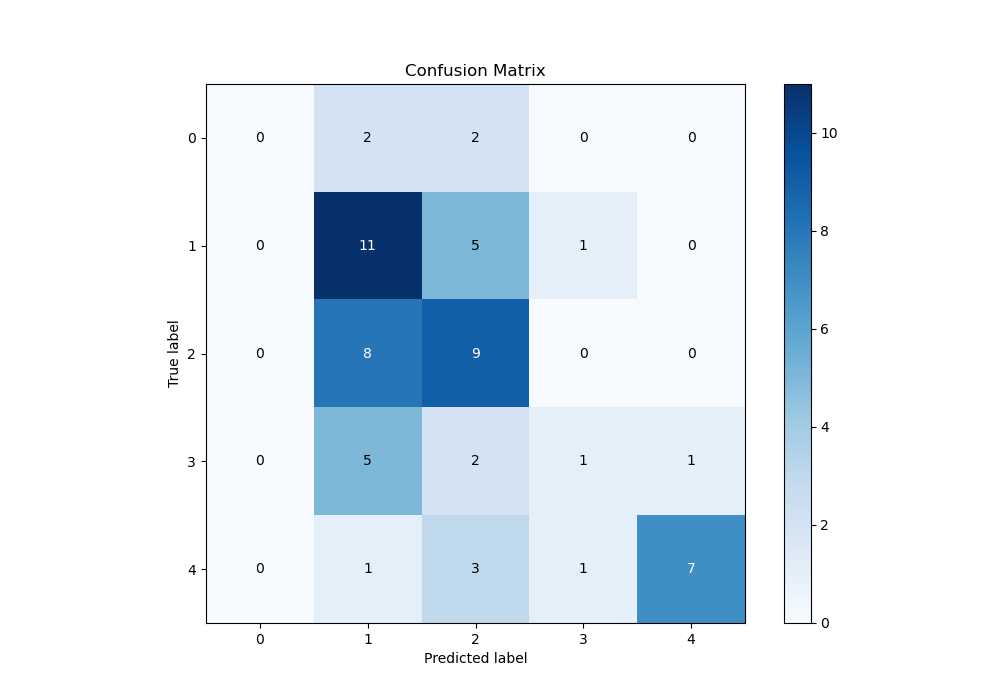 Confusion Matrix
True label
0 0 2 2 0 0
1 0 11 5 1 0
2 0 8 9 0 0
3 0 5 2 1 1
4 0 1 3 1 7
0 1 2 3 4
Predicted label
10
8
6
4
2
0